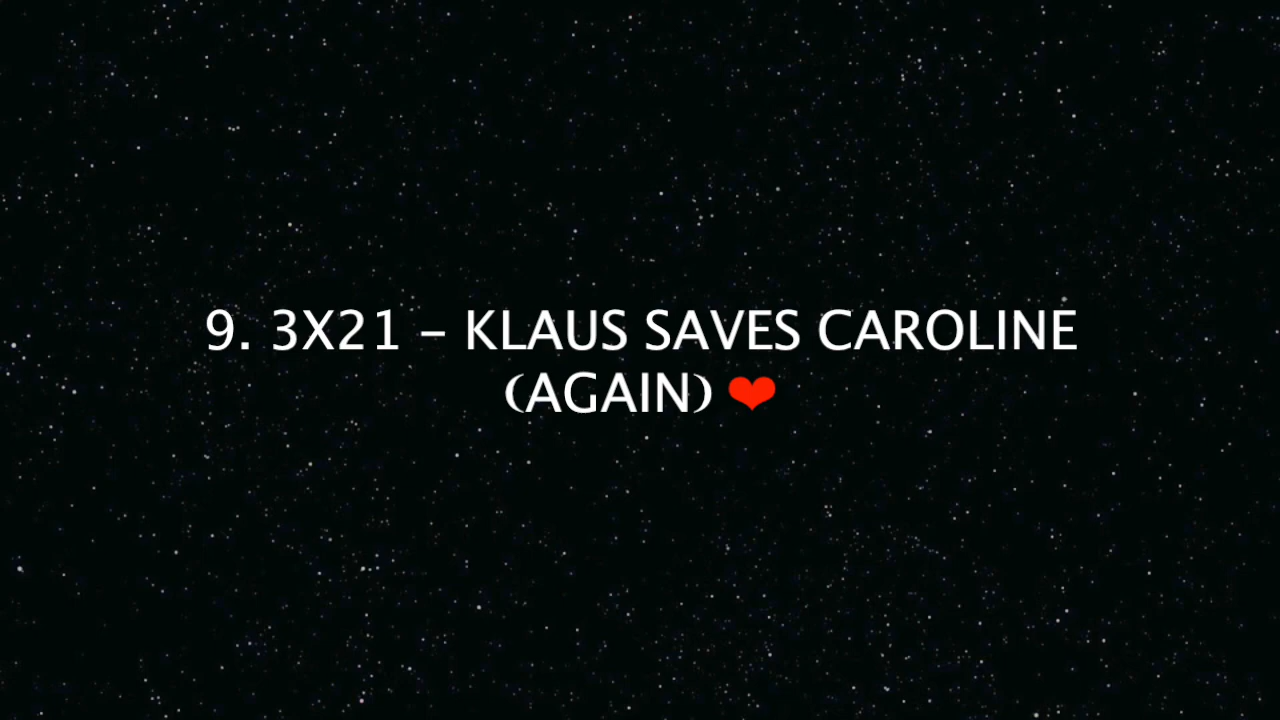 9. 3X21 – KLAUS SAVES CAROLINE
(AGAIN) ❤